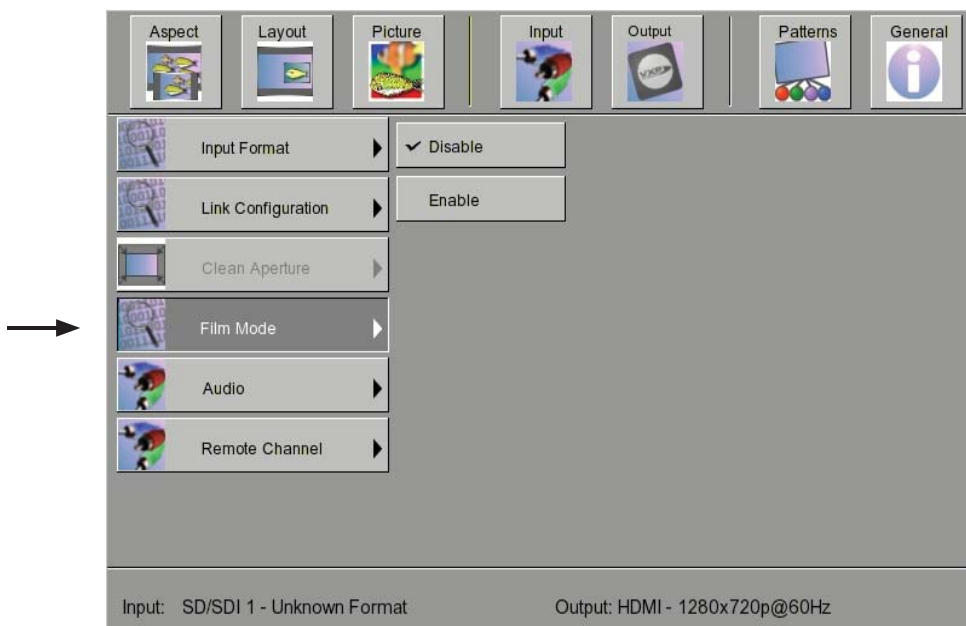 Aspect
Layout
Picture
Input
Output
Patterns
General
VXP
Input Format
Disable
Link Configuration
Enable
Clean Aperture
Film Mode
Audio
Remote Channel
Input: SD/SDI 1 - Unknown Format
Output: HDMI - 1280x720p@60Hz